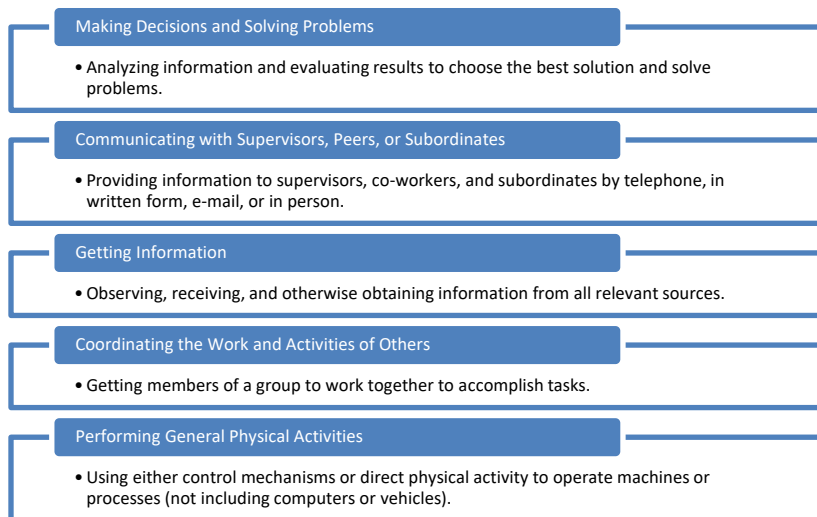 Making Decisions and Solving Problems
• Analyzing information and evaluating results to choose the best solution and solve
problems.
Communicating with Supervisors, Peers, or Subordinates
• Providing information to supervisors, co-workers, and subordinates by telephone, in
written form, e-mail, or in person.
Getting Information
• Observing, receiving, and otherwise obtaining information from all relevant sources.
Coordinating the Work and Activities of Others
• Getting members of a group to work together to accomplish tasks.
Performing General Physical Activities
• Using either control mechanisms or direct physical activity to operate machines or
processes (not including computers or vehicles).